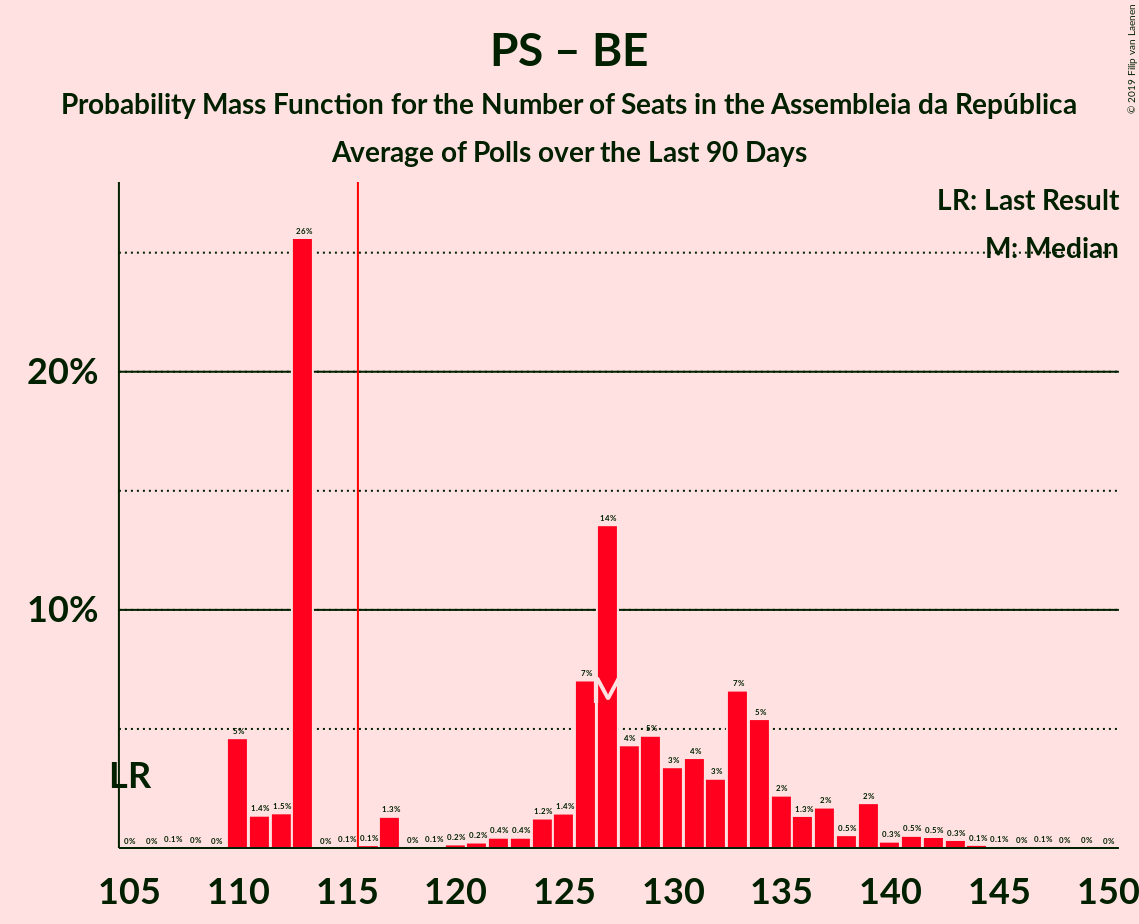 © 2019 Filip van Laenen
PS – BE
Probability Mass Function for the Number of Seats in the Assembleia da República
Average of Polls over the Last 90 Days
LR: Last Result
M: Median
26%
20%
14%
10%
7% 7%
5% 4% 5% 3% 4% 3% 5%
LR
M
0% 0% 0.1% 0% 0% 1.4% 1.5% 0% 0.1% 0.1% 1.3% 0% 0.1% 0.2% 0.2% 0.4% 0.4% 1.2% 1.4% 2% 1.3% 2% 0.5% 2% 0.3% 0.5% 0.5% 0.3% 0.1% 0.1% 0% 0.1% 0% 0% 0%
105 110 115 120 125 130 135 140 145 150